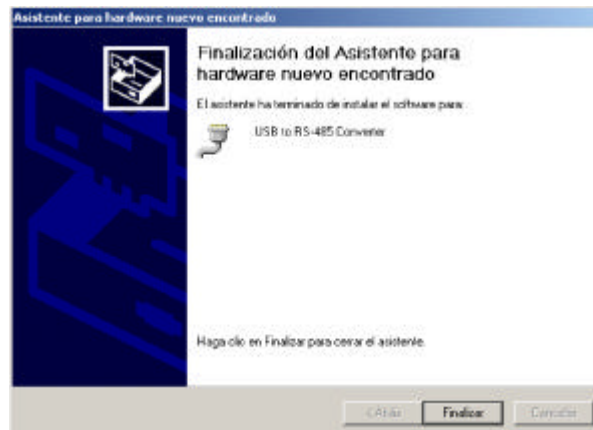 Asistente para hardware nuevo encontrado
Finalización del Asistente para
hardware nuevo encontrado
El asistente ha terminado de instalar el software para:
USB to RS-485 Converter
Haga clic en Finalizar para cerrar el asistente.
< Atrás
Finalizar
Cancelar